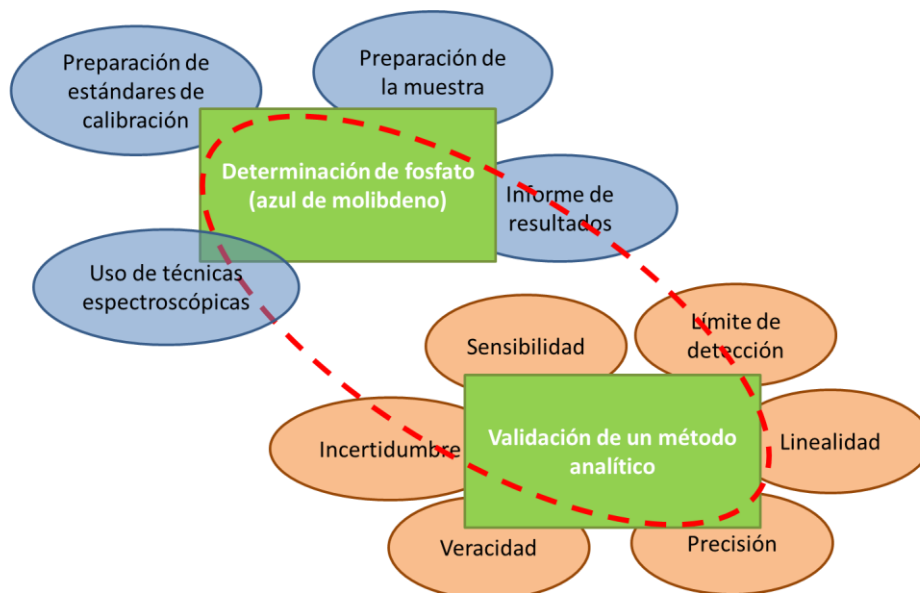 Preparación de
estándares de
calibración
Preparación de
la muestra
Determinación de fosfato
(azul de molibdeno)
Informe de
resultados
Uso de técnicas
espectroscópicas
Sensibilidad
Límite de
detección
Incertidumbre
Validación de un método
analítico
Linealidad
Veracidad
Precisión